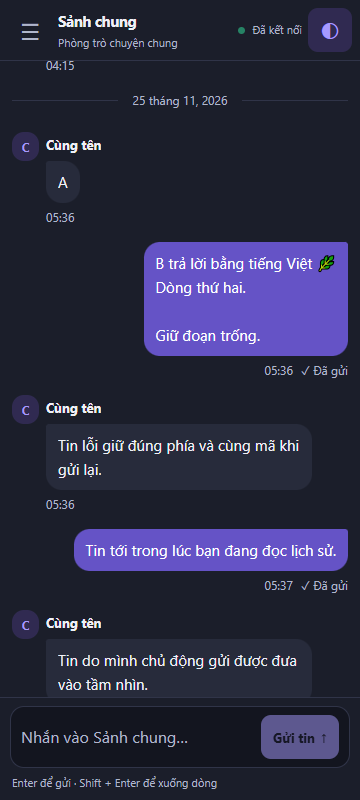 ☰
Sảnh chung
Phòng trò chuyện chung
Đã kết nối
04:15
25 tháng 11, 2026
C
Cùng tên
A
05:36
B trả lời bằng tiếng Việt 🌿
Dòng thứ hai.

Giữ đoạn trống.
05:36 ✓ Đã gửi
C
Cùng tên
Tin lỗi giữ đúng phía và cùng mã khi
gửi lại.
05:36
Tin tới trong lúc bạn đang đọc lịch sử.
05:37 ✓ Đã gửi
C
Cùng tên
Tin do mình chủ động gửi được đưa
vào tầm nhìn.
Nhắn vào Sảnh chung...
Gửi tin ↑
Enter để gửi · Shift + Enter để xuống dòng